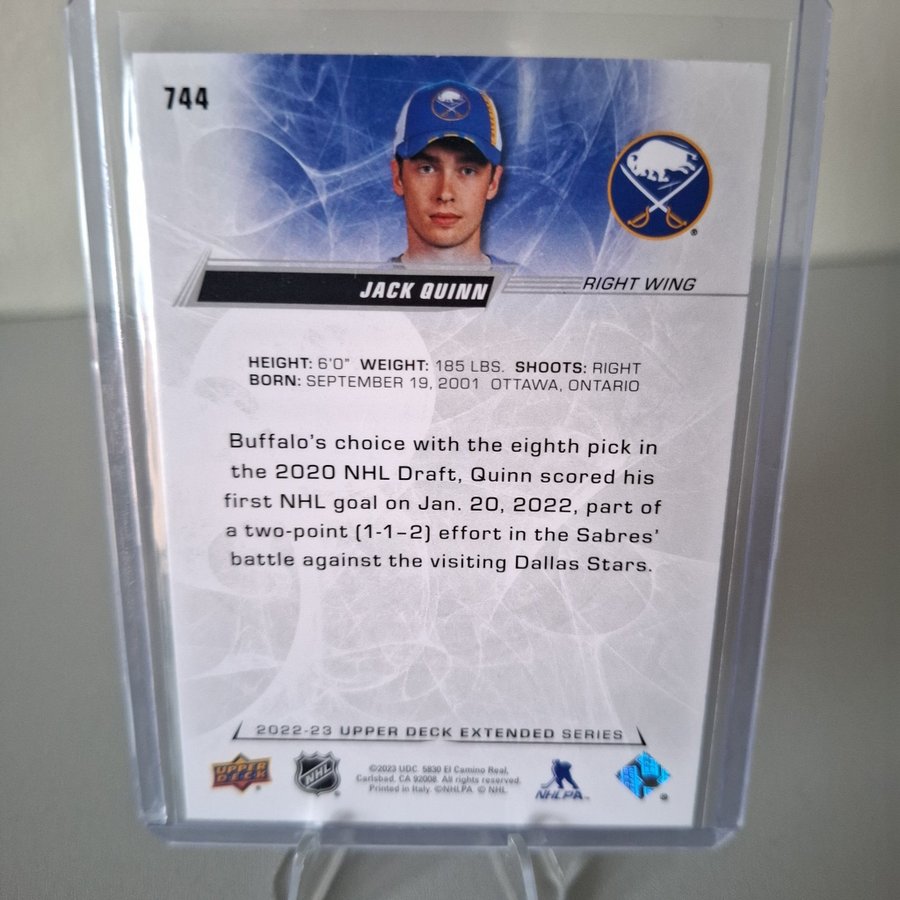 744
JACK QUINN
RIGHT WING
HEIGHT: 6'0" WEIGHT: 185 LBS. SHOOTS: RIGHT
BORN: SEPTEMBER 19, 2001 OTTAWA, ONTARIO
Buffalo's choice with the eighth pick in
the 2020 NHL Draft, Quinn scored his
first NHL goal on Jan. 20, 2022, part of
a two-point (1-1–2) effort in the Sabres'
battle against the visiting Dallas Stars.
2022-23 UPPER DECK EXTENDED SERIES
UPPER DECK
NHL
©2023 UDC. 5830 El Camino Real,
Carlsbad, CA 92008. All rights reserved.
Printed in Italy. ©NHLPA © NHL
NHLPA™